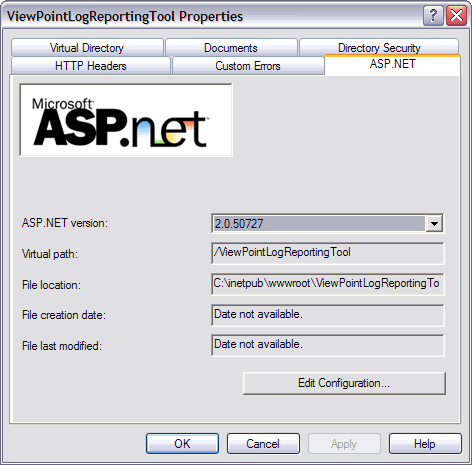 ViewPointLogReportingTool Properties
Virtual Directory Documents Directory Security
HTTP Headers Custom Errors ASP.NET
Microsoft
ASP.net
ASP.NET version: 2.0.50727
Virtual path: /ViewPointLogReportingTool
File location: C:\inetpub\wwwroot\ViewPointLogReportingTo
File creation date: Date not available.
File last modified: Date not available.
Edit Configuration...
OK Cancel Apply Help